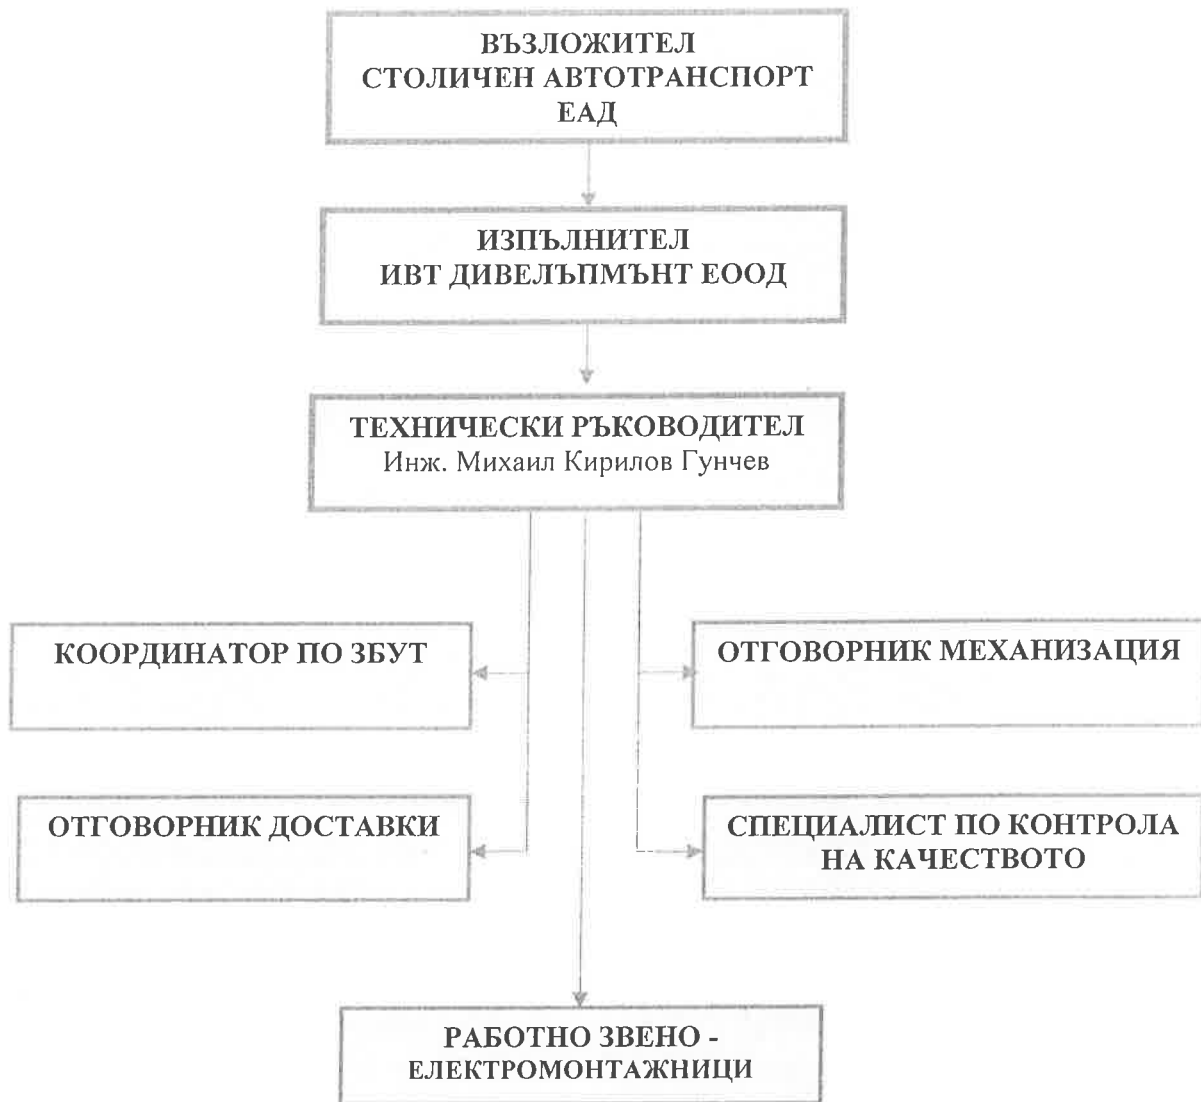 ВЪЗЛОЖИТЕЛ
СТОЛИЧЕН АВТОТРАНСПОРТ
ЕАД
ИЗПЪЛНИТЕЛ
ИВТ ДИВЕЛЪПМЪНТ ЕООД
ТЕХНИЧЕСКИ РЪКОВОДИТЕЛ
Инж. Михаил Кирилов Гунчев
КООРДИНАТОР ПО ЗБУТ
ОТГОВОРНИК МЕХАНИЗАЦИЯ
ОТГОВОРНИК ДОСТАВКИ
СПЕЦИАЛИСТ ПО КОНТРОЛА
НА КАЧЕСТВОТО
РАБОТНО ЗВЕНО -
ЕЛЕКТРОМОНТАЖНИЦИ